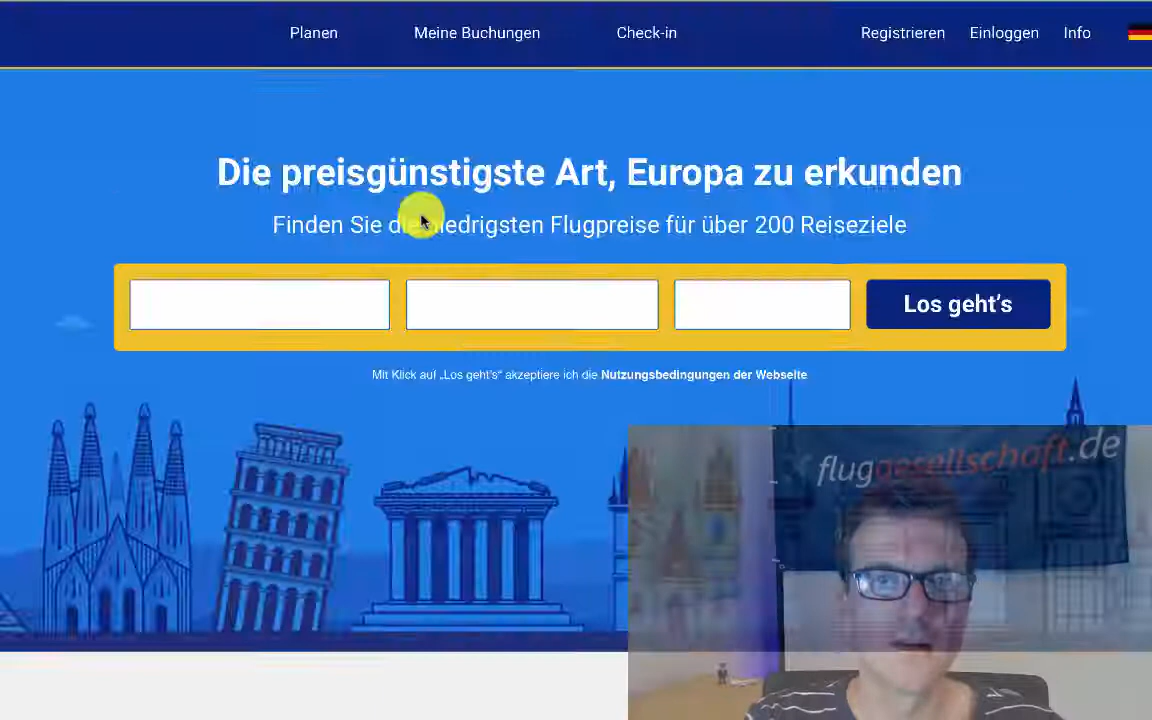 Planen Meine Buchungen Check-in Registrieren Einloggen Info
Die preisgünstigste Art, Europa zu erkunden
Finden Sie die niedrigsten Flugpreise für über 200 Reiseziele
Los geht’s
Mit Klick auf „Los geht's“ akzeptiere ich die Nutzungsbedingungen der Webseite
fluggesellschaft.de